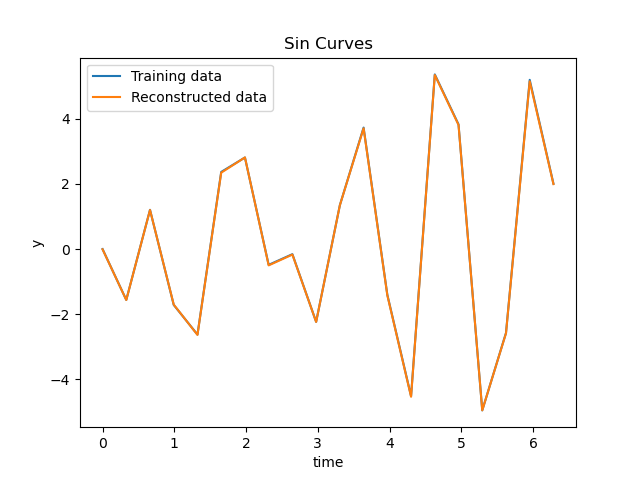 Sin Curves
Training data
Reconstructed data
4
2
0
−2
−4
y
0 1 2 3 4 5 6
time